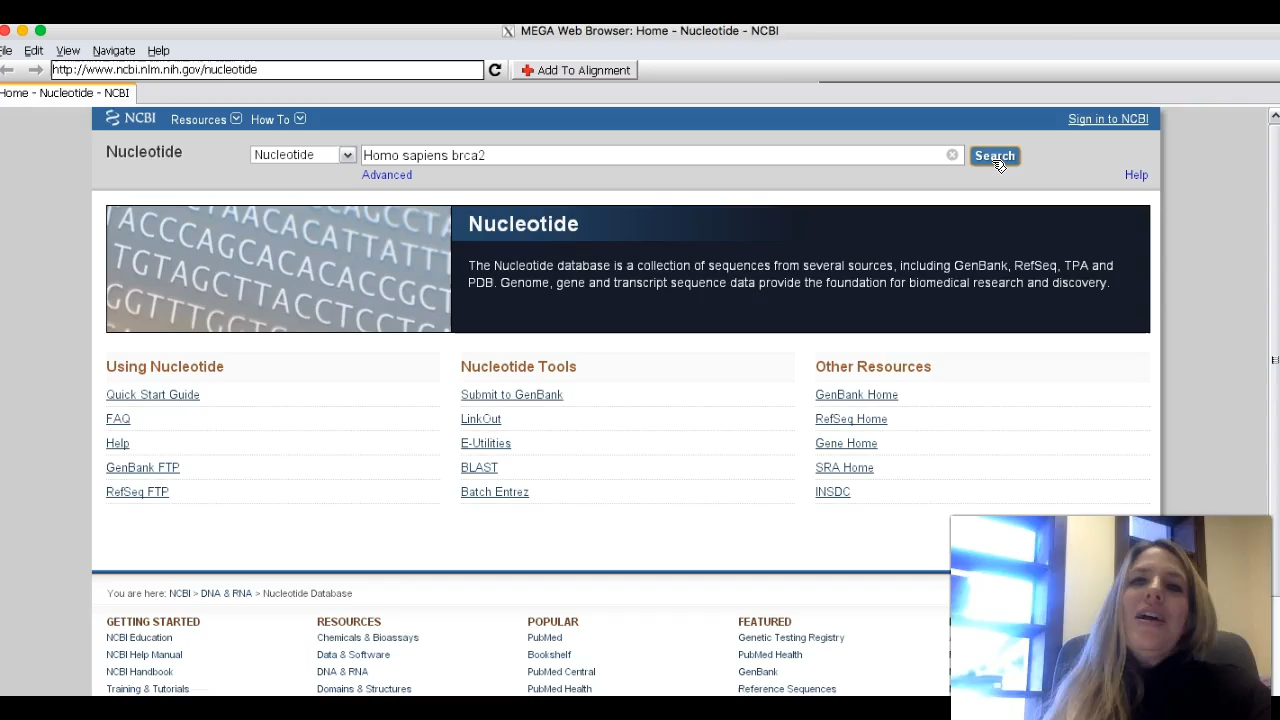 MEGA Web Browser: Home - Nucleotide - NCBI
Edit View Navigate Help
http://www.ncbi.nlm.nih.gov/nucleotide Add To Alignment
Home - Nucleotide - NCBI
NCBI Resources How To Sign in to NCBI
Nucleotide Nucleotide Homo sapiens brca2 Search
Advanced Help
TAACACATTATT
TACCCAGCACACCGCT
TGTAGCTTACCTCCTC
Nucleotide
The Nucleotide database is a collection of sequences from several sources, including GenBank, RefSeq, TPA and
PDB. Genome, gene and transcript sequence data provide the foundation for biomedical research and discovery.
Using Nucleotide
Quick Start Guide
FAQ
Help
GenBank FTP
RefSeq FTP
Nucleotide Tools
Submit to GenBank
LinkOut
E-Utilities
BLAST
Batch Entrez
Other Resources
GenBank Home
RefSeq Home
Gene Home
SRA Home
INSDC
You are here: NCBI > DNA & RNA > Nucleotide Database
GETTING STARTED
NCBI Education
NCBI Help Manual
NCBI Handbook
Training & Tutorials
RESOURCES
Chemicals & Bioassays
Data & Software
DNA & RNA
Domains & Structures
POPULAR
PubMed
Bookshelf
PubMed Central
PubMed Health
FEATURED
Genetic Testing Registry
PubMed Health
GenBank
Reference Sequences